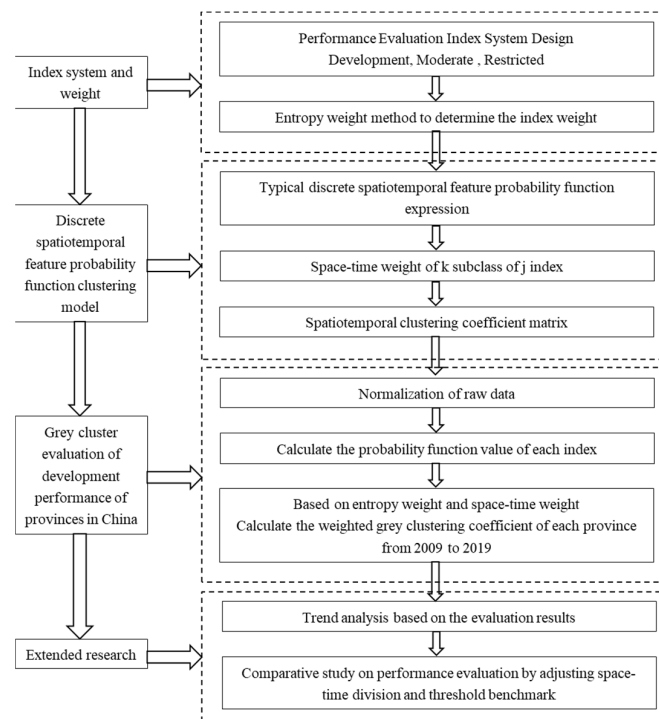 Index system and
weight
Performance Evaluation Index System Design
Development, Moderate , Restricted
Entropy weight method to determine the index weight
Discrete
spatiotemporal
feature probability
function clustering
model
Typical discrete spatiotemporal feature probability function
expression
Space-time weight of k subclass of j index
Spatiotemporal clustering coefficient matrix
Grey cluster
evaluation of
development
performance of
provinces in China
Normalization of raw data
Calculate the probability function value of each index
Based on entropy weight and space-time weight
Calculate the weighted grey clustering coefficient of each province
from 2009 to 2019
Extended research
Trend analysis based on the evaluation results
Comparative study on performance evaluation by adjusting space-
time division and threshold benchmark